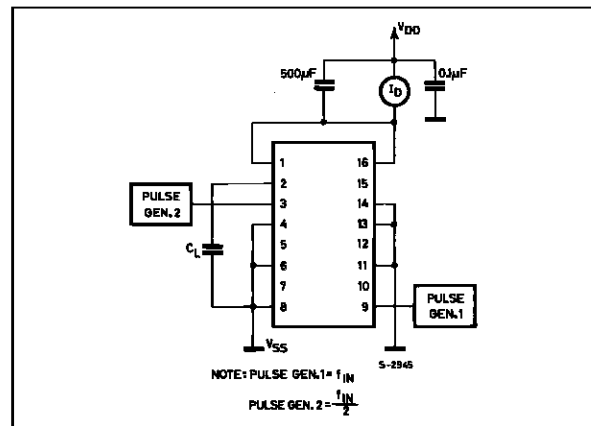 VDD
500µF
ID
0.1µF
1 16
2 15
3 14
4 13
5 12
6 11
7 10
8 9
PULSE
GEN.2
CL
PULSE
GEN.1
VSS
S-2945
NOTE: PULSE GEN.1= fIN
PULSE GEN. 2 = fIN
2